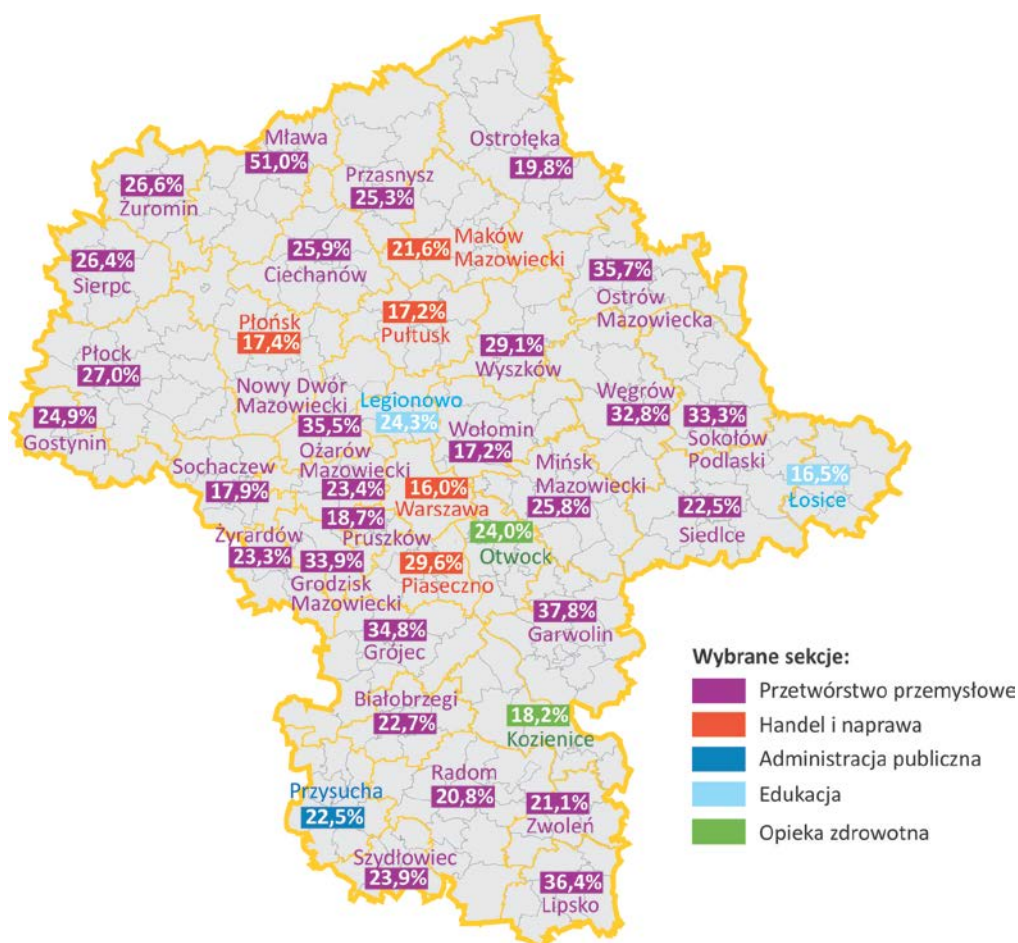 Mława
51,0%
Ostrołęka
19,8%
Przasnysz
25,3%
26,6%
Żuromin
25,9%
Ciechanów
21,6%
Maków
Mazowiecki
26,4%
Sierpc
35,7%
Ostrów
Mazowiecka
Płońsk
17,4%
17,2%
Pułtusk
29,1%
Wyszków
Płock
27,0%
Nowy Dwór
Mazowiecki
35,5%
Legionowo
24,3%
Węgrów
32,8%
33,3%
Sokołów
Podlaski
24,9%
Gostynin
Wołomin
17,2%
Ożarów
Mazowiecki
23,4%
Sochaczew
17,9%
16,0%
Warszawa
Mińsk
Mazowiecki
25,8%
16,5%
Łosice
22,5%
Siedlce
18,7%
Pruszków
24,0%
Otwock
Żyrardów
23,3%
33,9%
Grodzisk
Mazowiecki
29,6%
Piaseczno
37,8%
Garwolin
34,8%
Grójec
Białobrzegi
22,7%
18,2%
Kozienice
Radom
20,8%
Przysucha
22,5%
21,1%
Zwoleń
Szydłowiec
23,9%
36,4%
Lipsko
Wybrane sekcje:
Przetwórstwo przemysłowe
Handel i naprawa
Administracja publiczna
Edukacja
Opieka zdrowotna